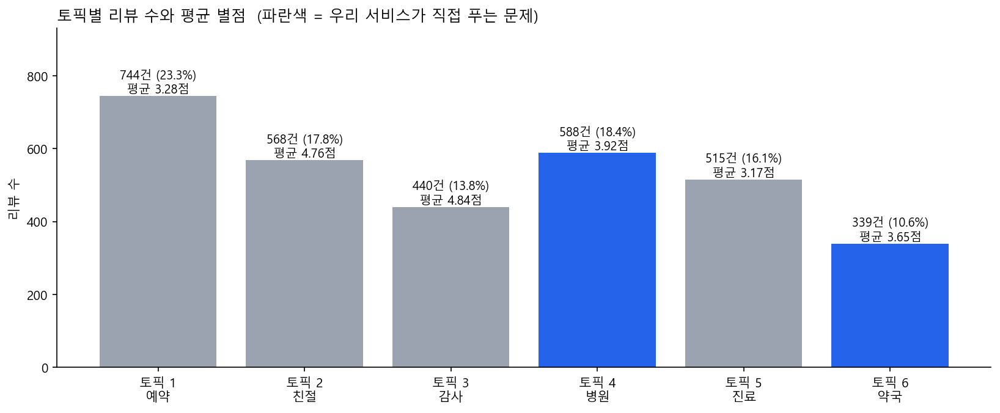 토픽별 리뷰 수와 평균 별점 (파란색 = 우리 서비스가 직접 푸는 문제)
리뷰 수
800
600
400
200
0
744건 (23.3%)
평균 3.28점
568건 (17.8%)
평균 4.76점
440건 (13.8%)
평균 4.84점
588건 (18.4%)
평균 3.92점
515건 (16.1%)
평균 3.17점
339건 (10.6%)
평균 3.65점
토픽 1
예약
토픽 2
친절
토픽 3
감사
토픽 4
병원
토픽 5
진료
토픽 6
약국